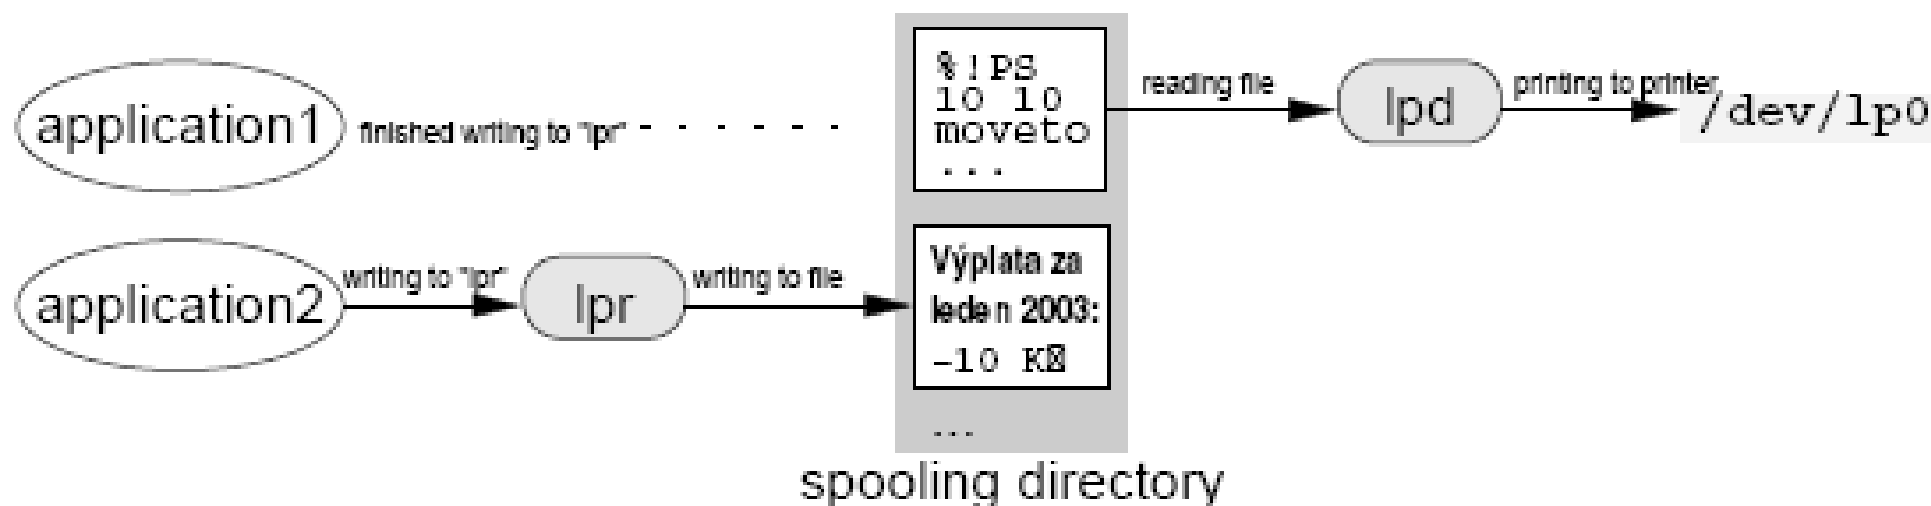 application1
finished writing to "lpr"
%!PS
10 10
moveto
...
reading file
lpd
printing to printer
/dev/lp0
application2
writing to "lpr"
lpr
writing to file
Výplata za
leden 2003:
-10 K
...
spooling directory